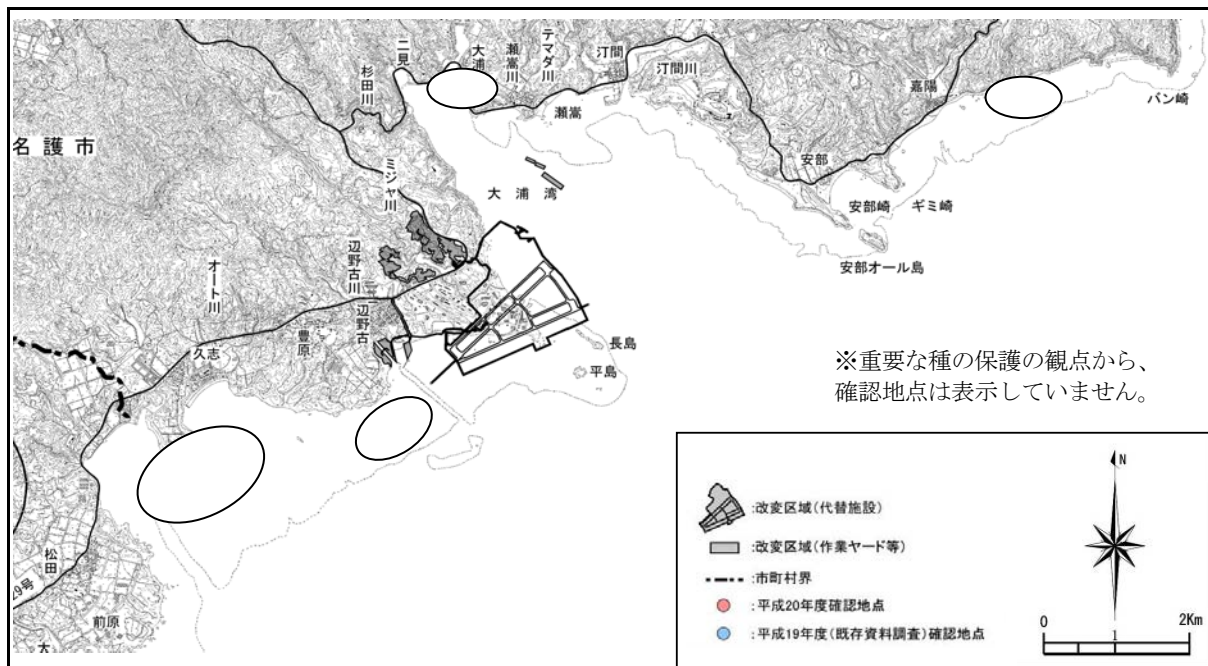 二見
大浦
瀬嵩川
テマダ川
汀間
杉田川
汀間川
嘉陽
バン崎
瀬嵩
名護市
ミジャ川
安部
大浦湾
安部崎
ギミ崎
安部オール島
辺野古川
オート川
辺野古
豊原
久志
長島
平島
※重要な種の保護の観点から、
確認地点は表示していません。
松田
29号
前原
大
:改変区域(代替施設)
:改変区域(作業ヤード等)
:市町村界
:平成20年度確認地点
:平成19年度(既存資料調査)確認地点
N
0 1 2Km